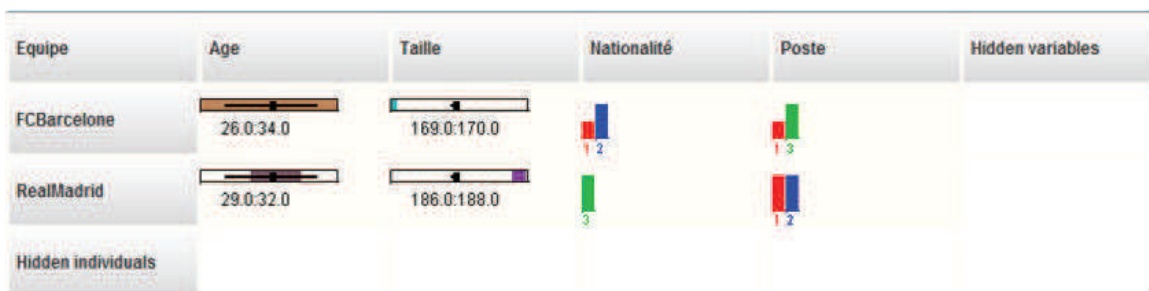 Equipe Age Taille Nationalité Poste Hidden variables
FCBarcelone 26.0:34.0 169.0:170.0 1 2 1 3
RealMadrid 29.0:32.0 186.0:188.0 3 1 2
Hidden individuals